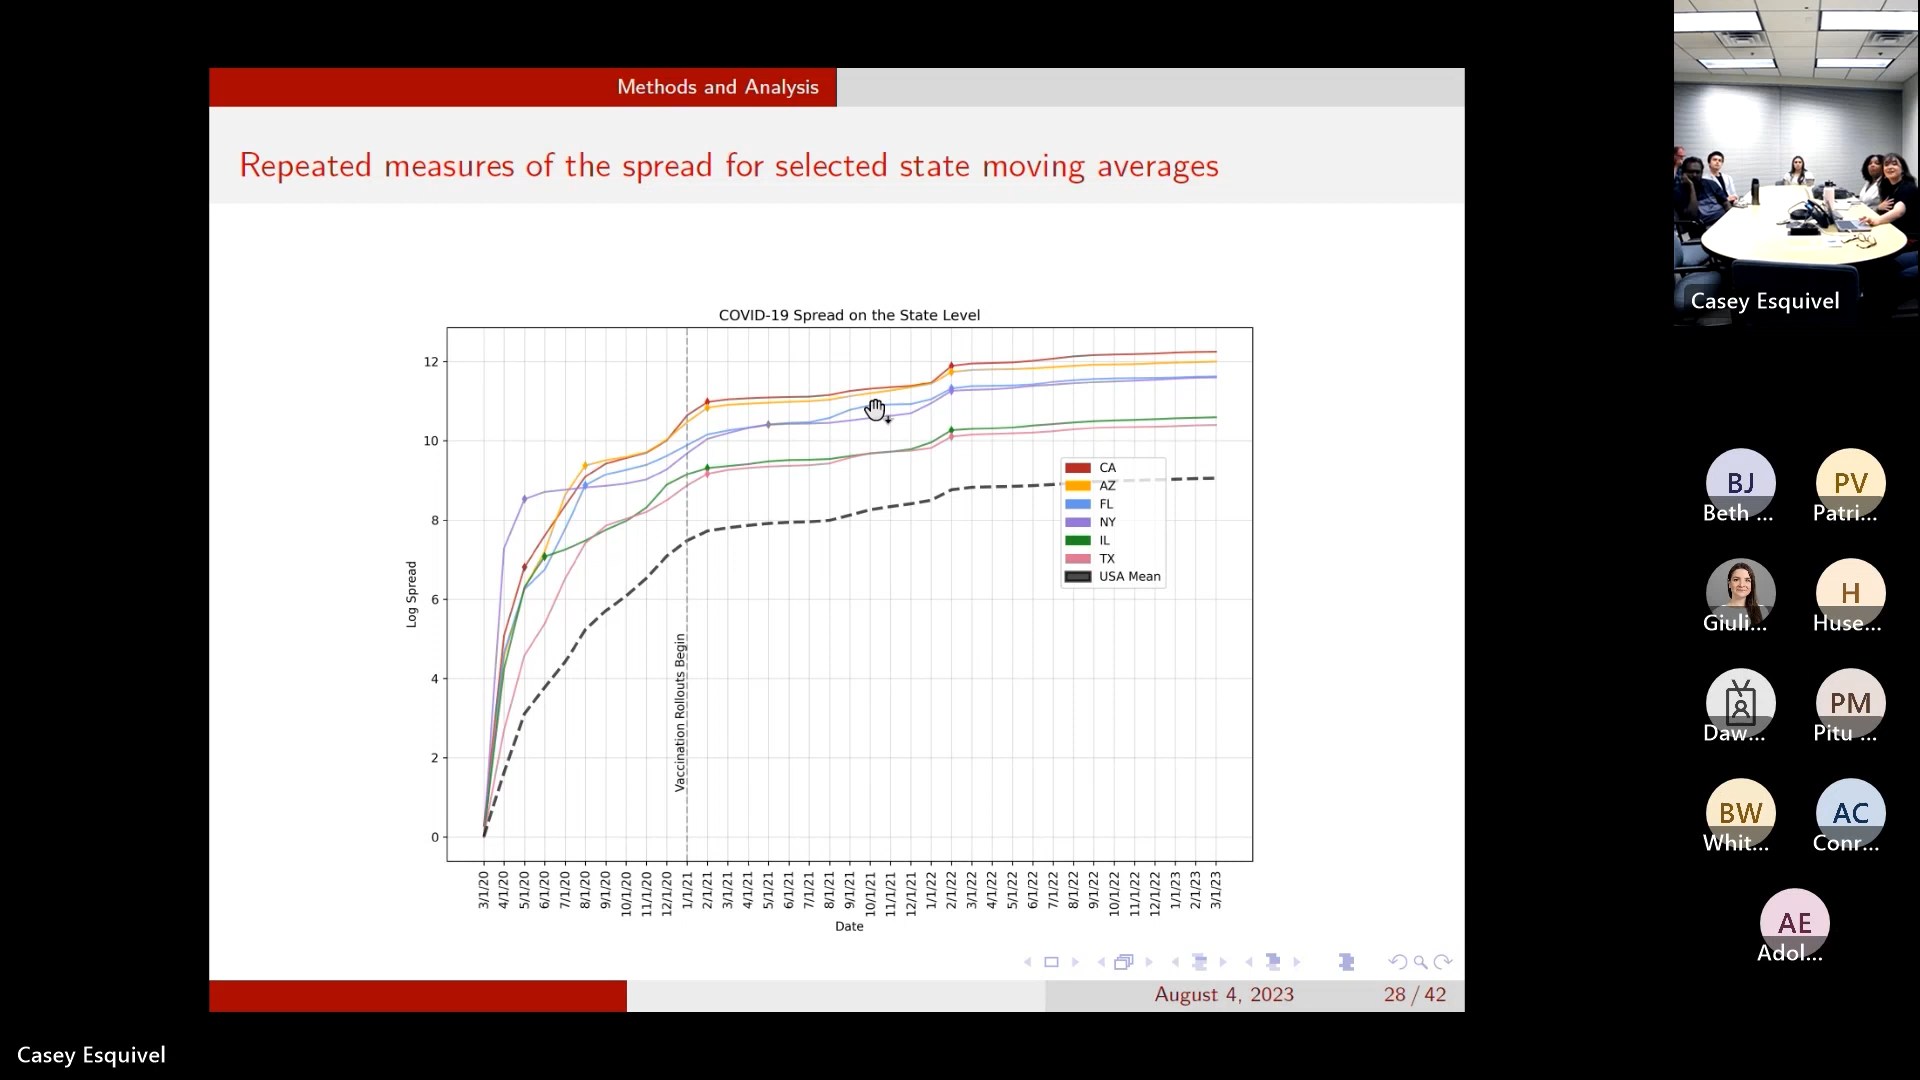 Methods and Analysis
Repeated measures of the spread for selected state moving averages
COVID-19 Spread on the State Level
12
10
8
6
4
2
0
Log Spread
Vaccination Rollouts Begin
CA
AZ
FL
NY
IL
TX
USA Mean
3/1/20
4/1/20
5/1/20
6/1/20
7/1/20
8/1/20
9/1/20
10/1/20
11/1/20
12/1/20
1/1/21
2/1/21
3/1/21
4/1/21
5/1/21
6/1/21
7/1/21
8/1/21
9/1/21
10/1/21
11/1/21
12/1/21
1/1/22
2/1/22
3/1/22
4/1/22
5/1/22
6/1/22
7/1/22
8/1/22
9/1/22
10/1/22
11/1/22
12/1/22
1/1/23
2/1/23
3/1/23
Date
August 4, 2023
28 / 42
Casey Esquivel
Casey Esquivel
BJ
Beth ...
PV
Patri...
Giuli...
H
Huse...
Daw...
PM
Pitu ...
BW
Whit...
AC
Conr...
AE
Adol...